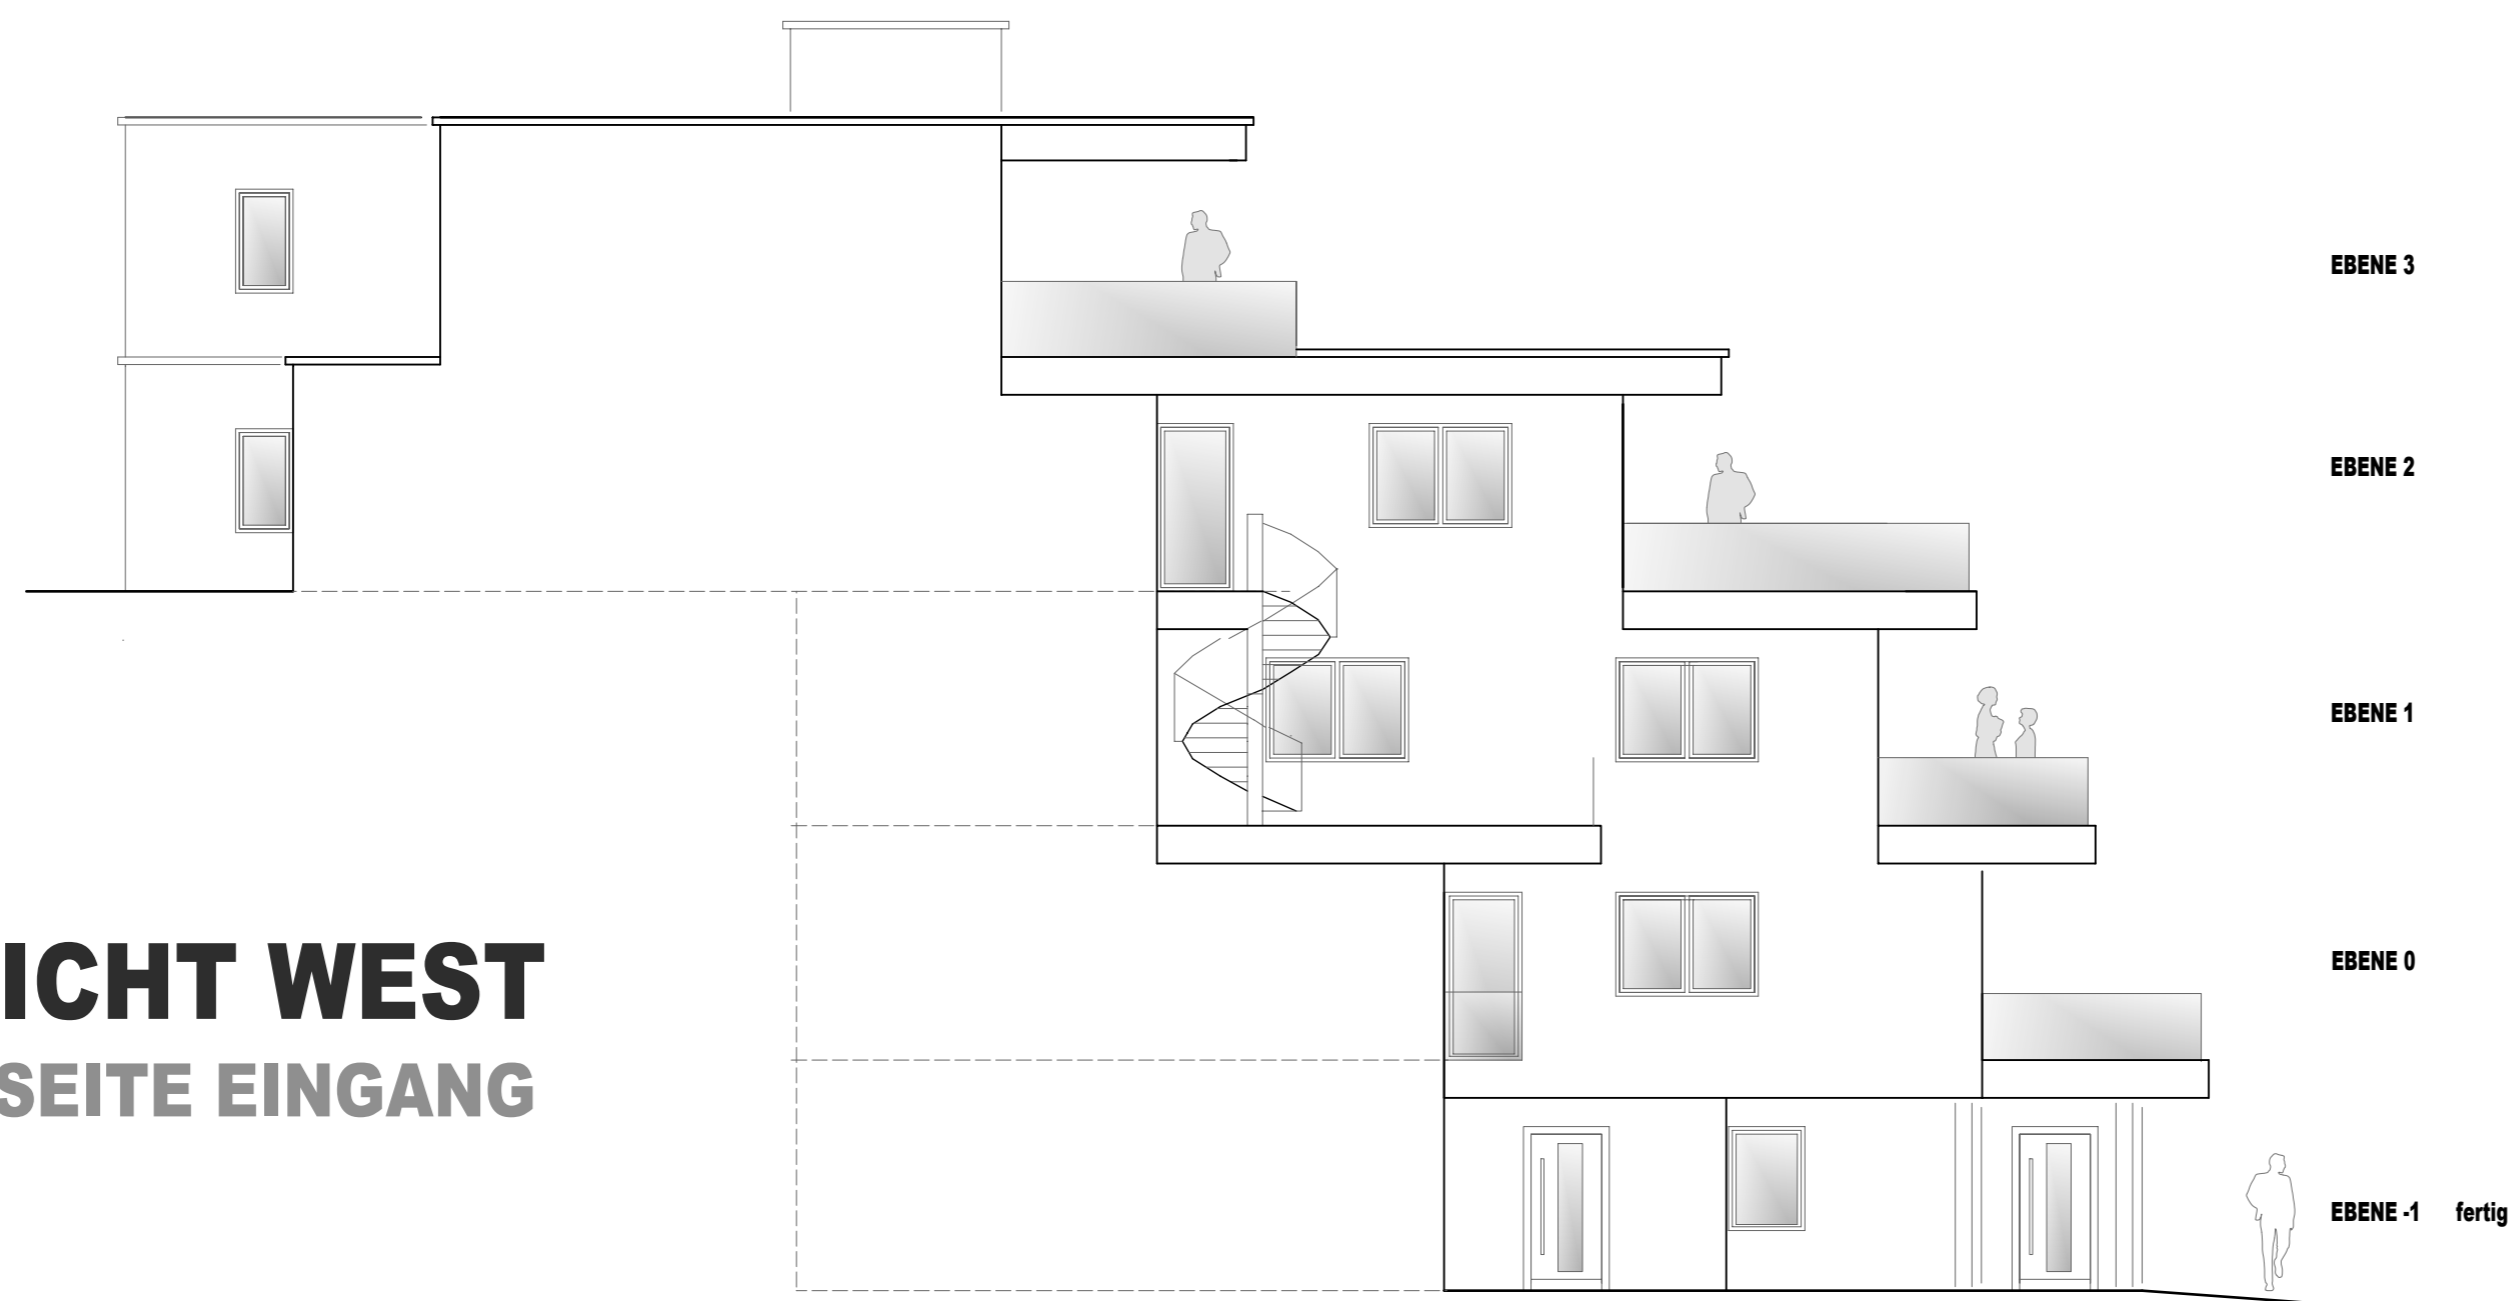 EBENE 3
EBENE 2
EBENE 1
EBENE 0
ICHT WEST
SEITE EINGANG
EBENE -1 fertig